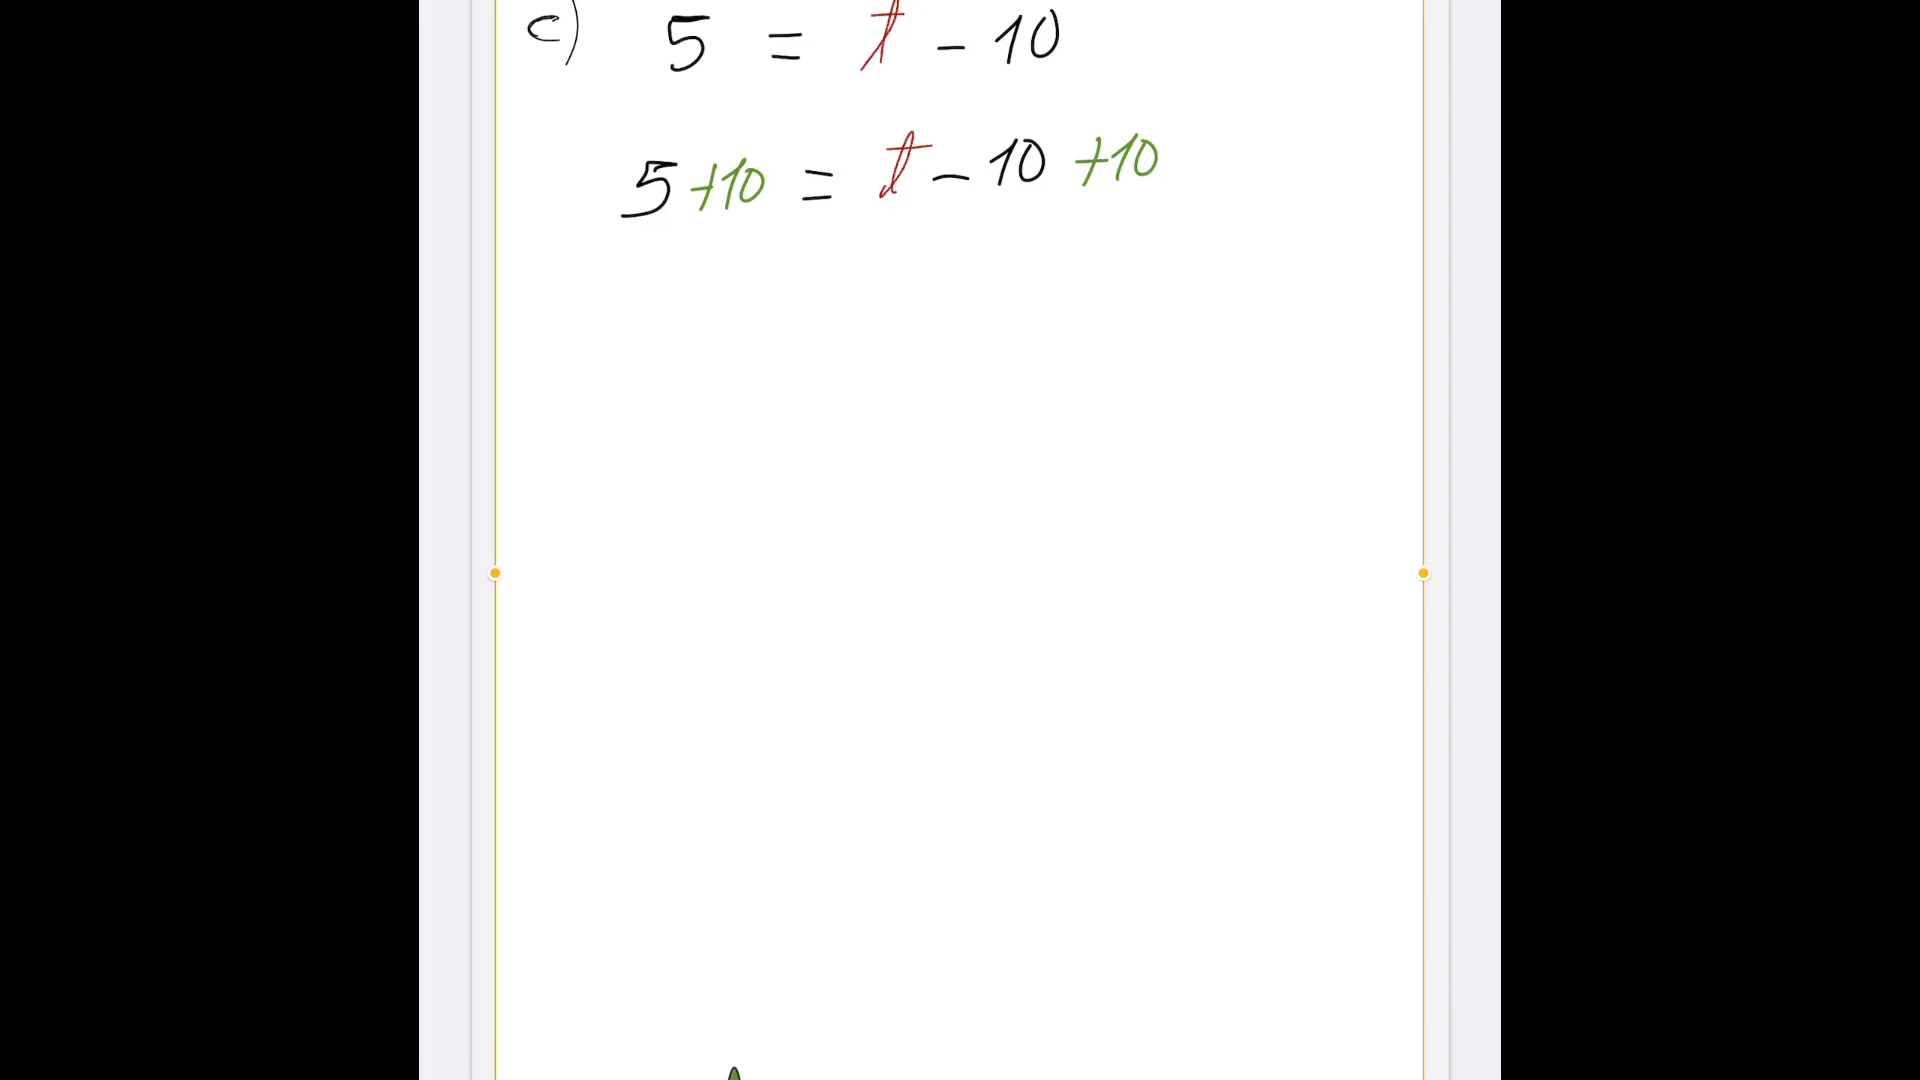 c) 5 = t - 10
5 +10 = t - 10 +10